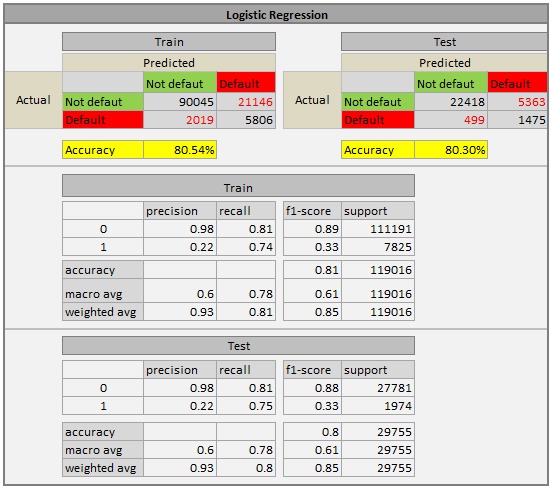 Logistic Regression
Train Test
Predicted Predicted
Not defaut Default Not defaut Default
Actual Not defaut 90045 21146 Actual Not defaut 22418 5363
Default 2019 5806 Default 499 1475
Accuracy 80.54% Accuracy 80.30%
Train
precision recall f1-score support
0 0.98 0.81 0.89 111191
1 0.22 0.74 0.33 7825
accuracy 0.81 119016
macro avg 0.6 0.78 0.61 119016
weighted avg 0.93 0.81 0.85 119016
Test
precision recall f1-score support
0 0.98 0.81 0.88 27781
1 0.22 0.75 0.33 1974
accuracy 0.8 29755
macro avg 0.6 0.78 0.61 29755
weighted avg 0.93 0.8 0.85 29755